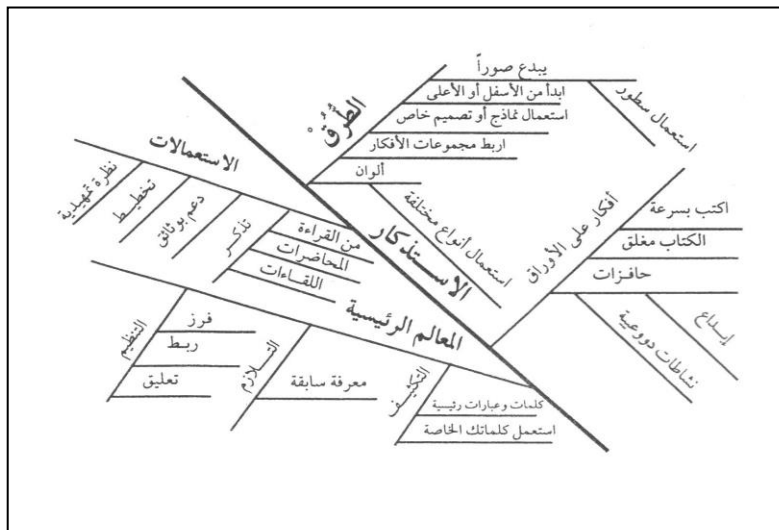 الاستذكار
الطُرُقْ
يبدع صوراً
استعمال سطور
ابدأ من الأسفل أو الأعلى
استعمال نماذج أو تصميم خاص
اربط مجموعات الأفكار
ألوان
استعمال أنواع مختلفة
أفكار على الأوراق
اكتب بسرعة
الكتاب مغلق
حافزات
إبداع
نشاطات دووعية
الاستعمالات
نظرة تمهيدية
تخطيط
دعم بوثائق
تذكر
من القراءة
المحاضرات
اللقاءات
المعالم الرئيسية
التنظيم
فرز
ربط
تعليق
التلازم
معرفة سابقة
التكثيف
كلمات وعبارات رئيسية
استعمل كلماتك الخاصة